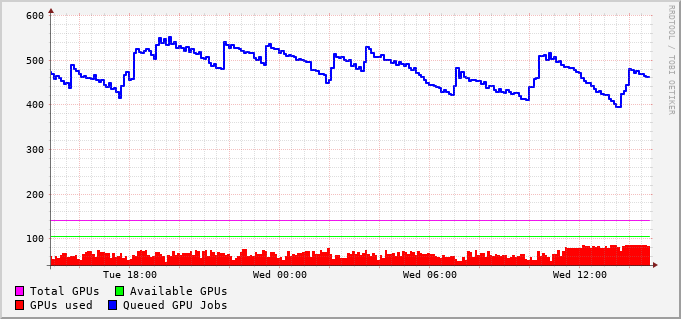 600
500
400
300
200
100
Tue 18:00 Wed 00:00 Wed 06:00 Wed 12:00
Total GPUs Available GPUs
GPUs used Queued GPU Jobs
RRDTOOL / TOBI OETIKER